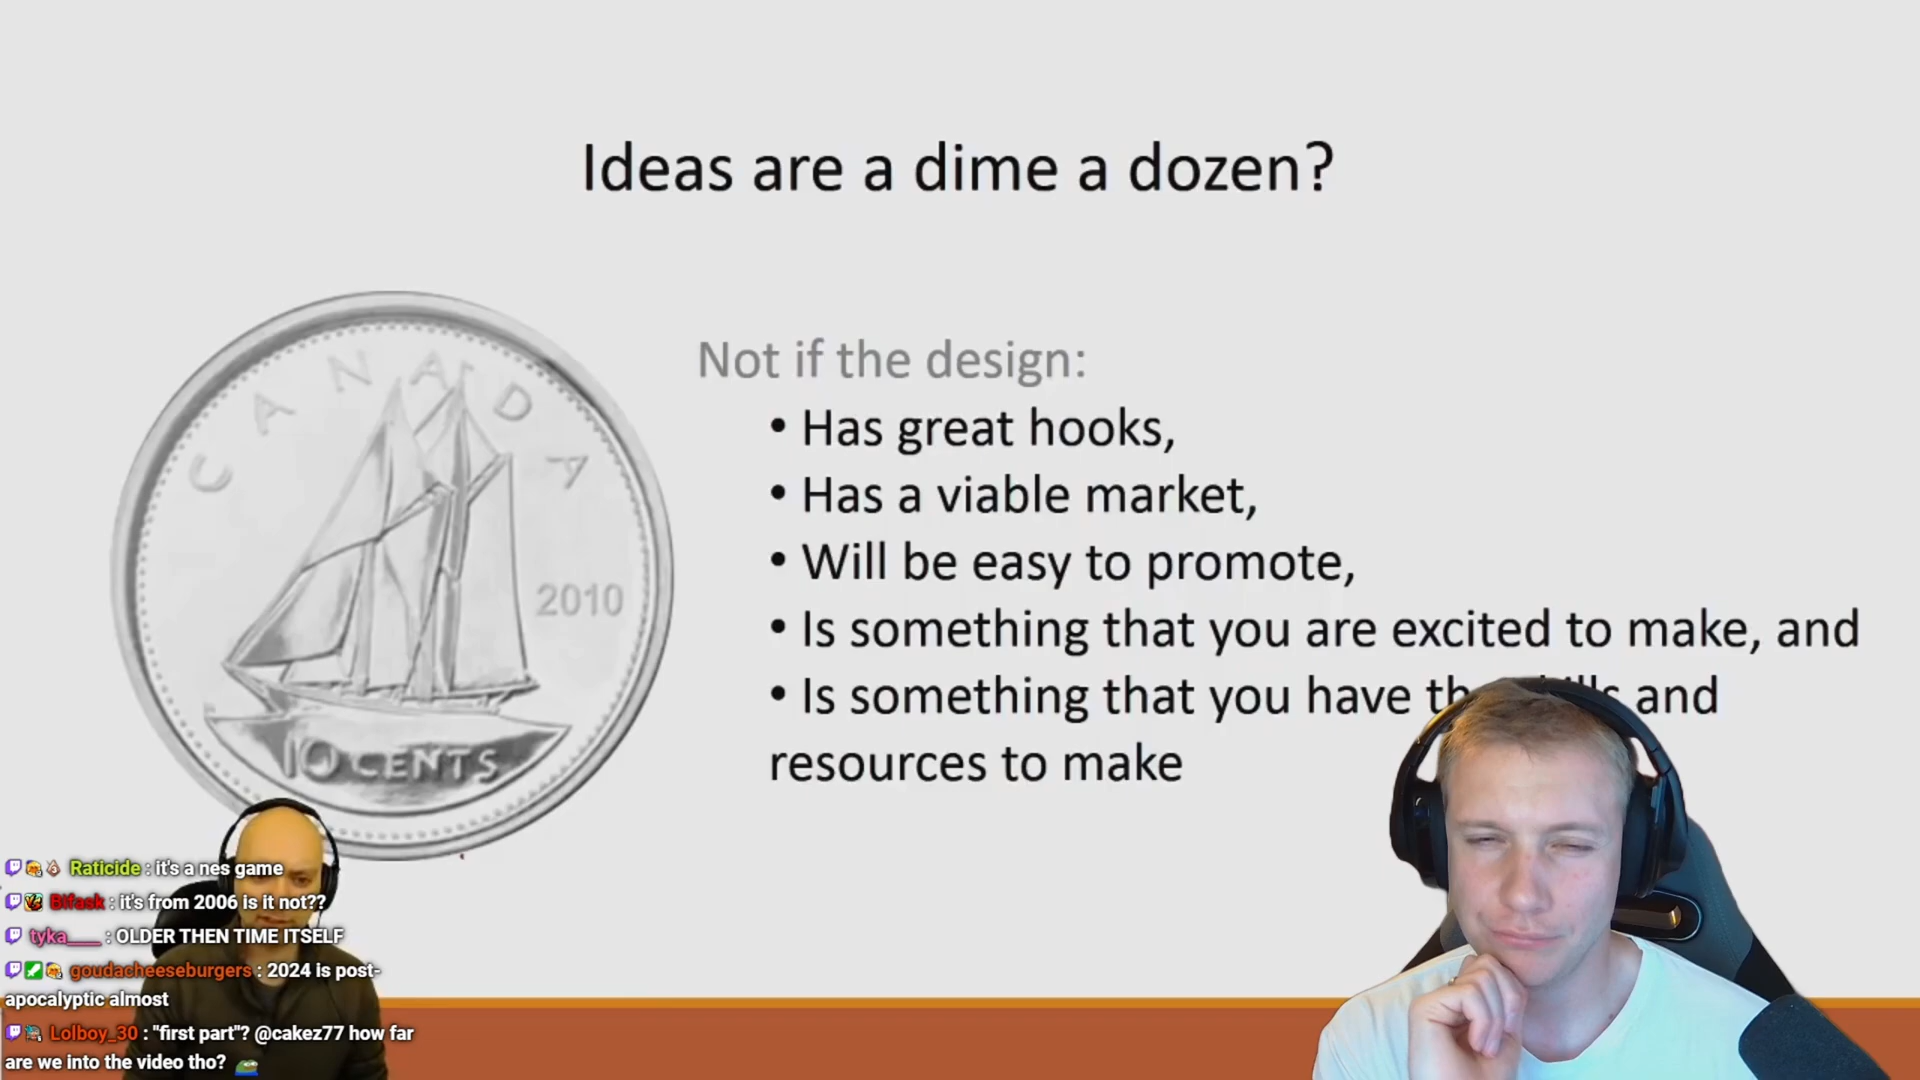 Ideas are a dime a dozen?
CANADA
2010
10 CENTS
Not if the design:
• Has great hooks,
• Has a viable market,
• Will be easy to promote,
• Is something that you are excited to make, and
• Is something that you have and
resources to make
Raticide : it's a nes game
Bifask : it's from 2006 is it not??
tyka___ : OLDER THEN TIME ITSELF
goudacheeseburgers : 2024 is post-
apocalyptic almost
Lolboy_30 : "first part"? @cakez77 how far
are we into the video tho?